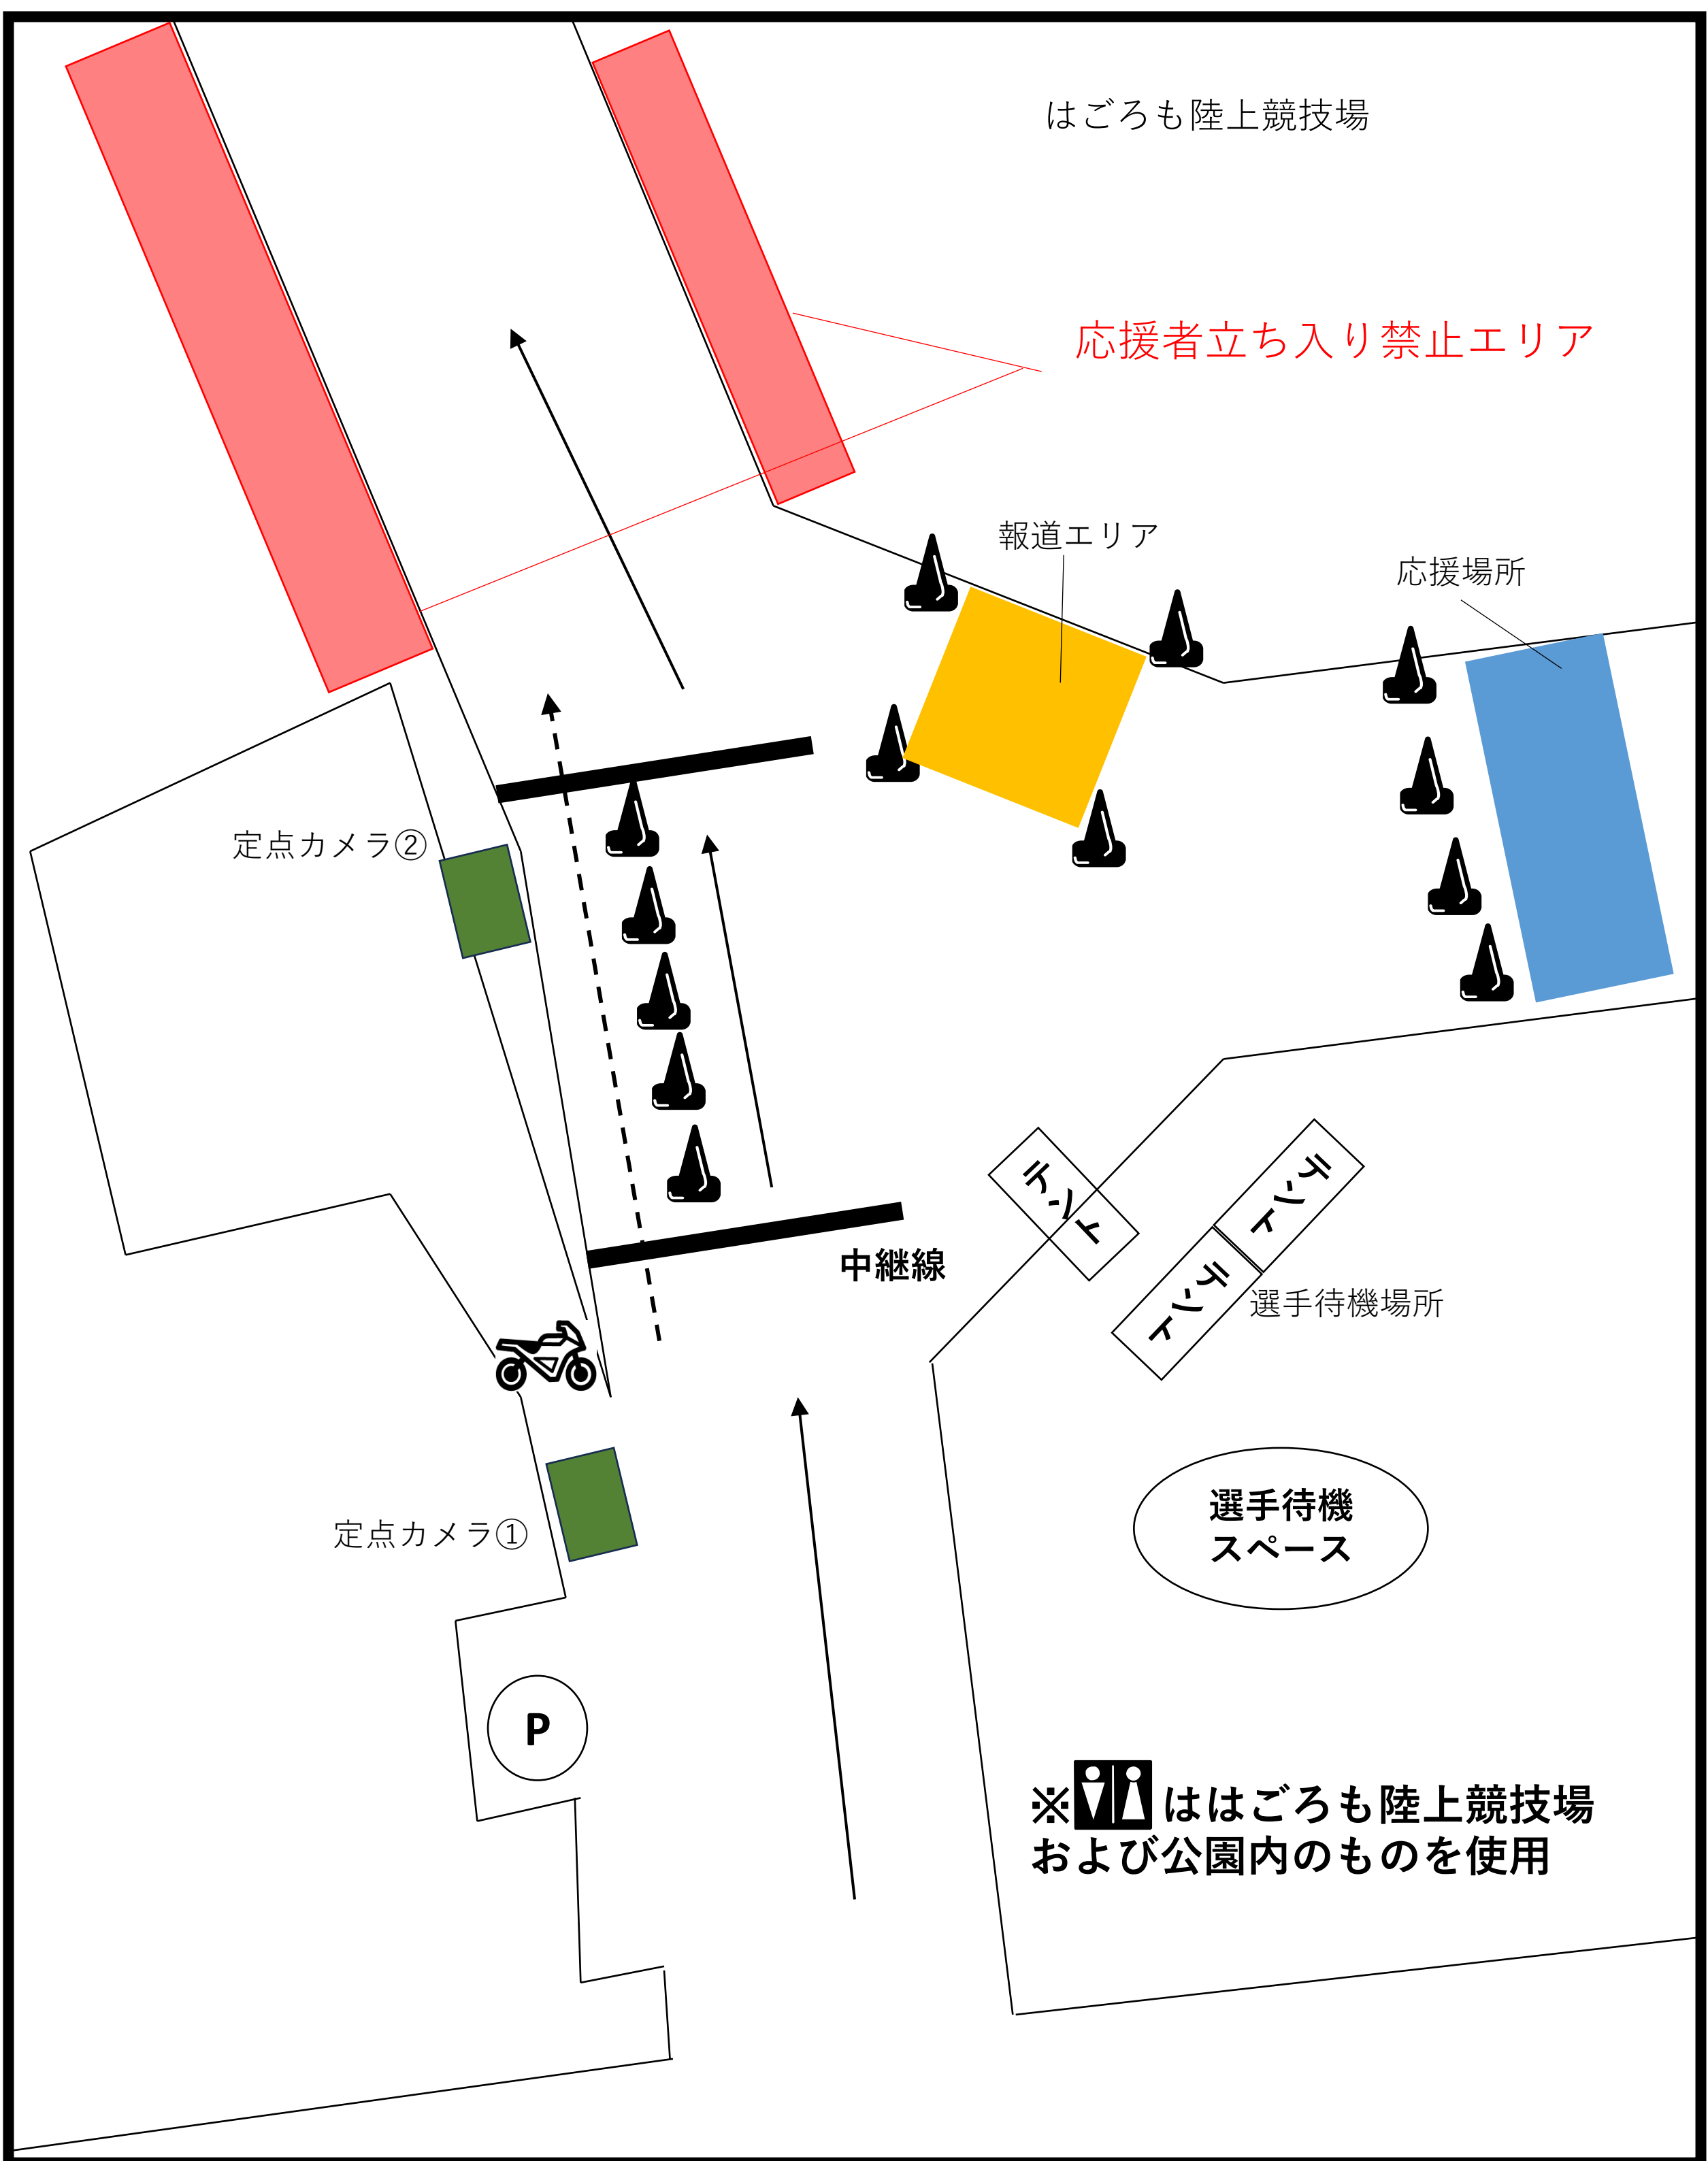 はごろも陸上競技場
応援者立ち入り禁止エリア
報道エリア
応援場所
定点カメラ②
テント
テント
テント
中継線
選手待機場所
選手待機
スペース
定点カメラ①
P
※ ははごろも陸上競技場
および公園内のものを使用